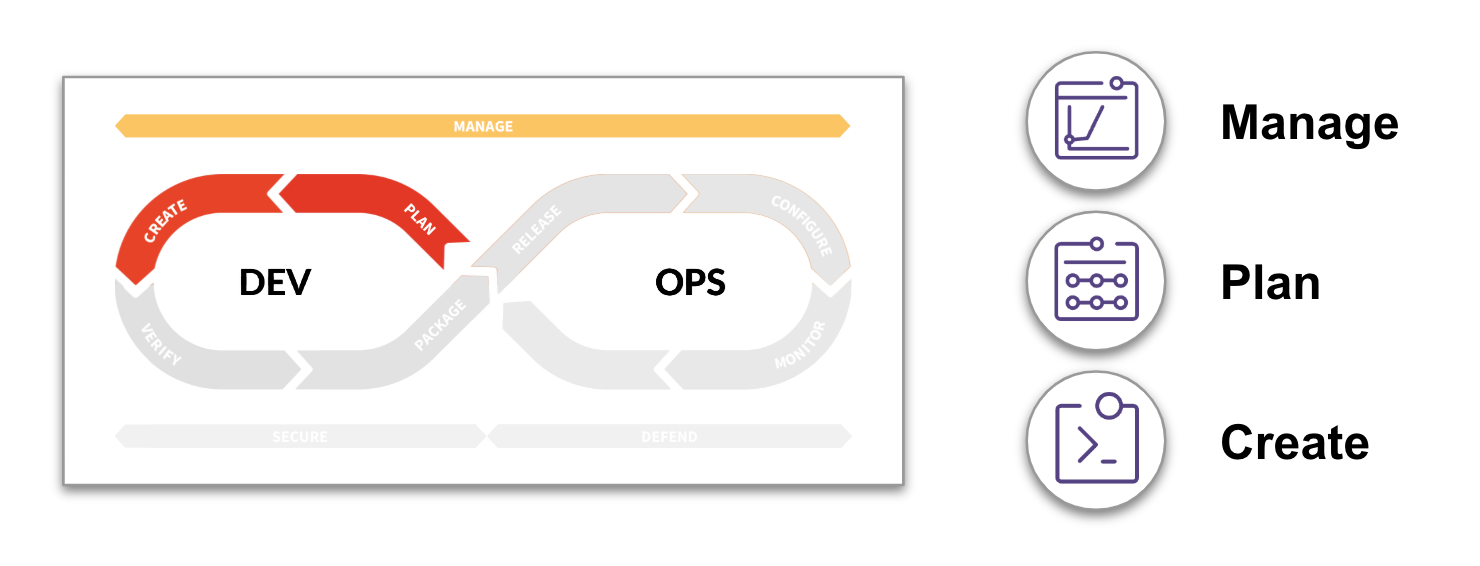 MANAGE
CREATE
PLAN
RELEASE
CONFIGURE
DEV
OPS
VERIFY
PACKAGE
MONITOR
SECURE
DEFEND
Manage
Plan
Create